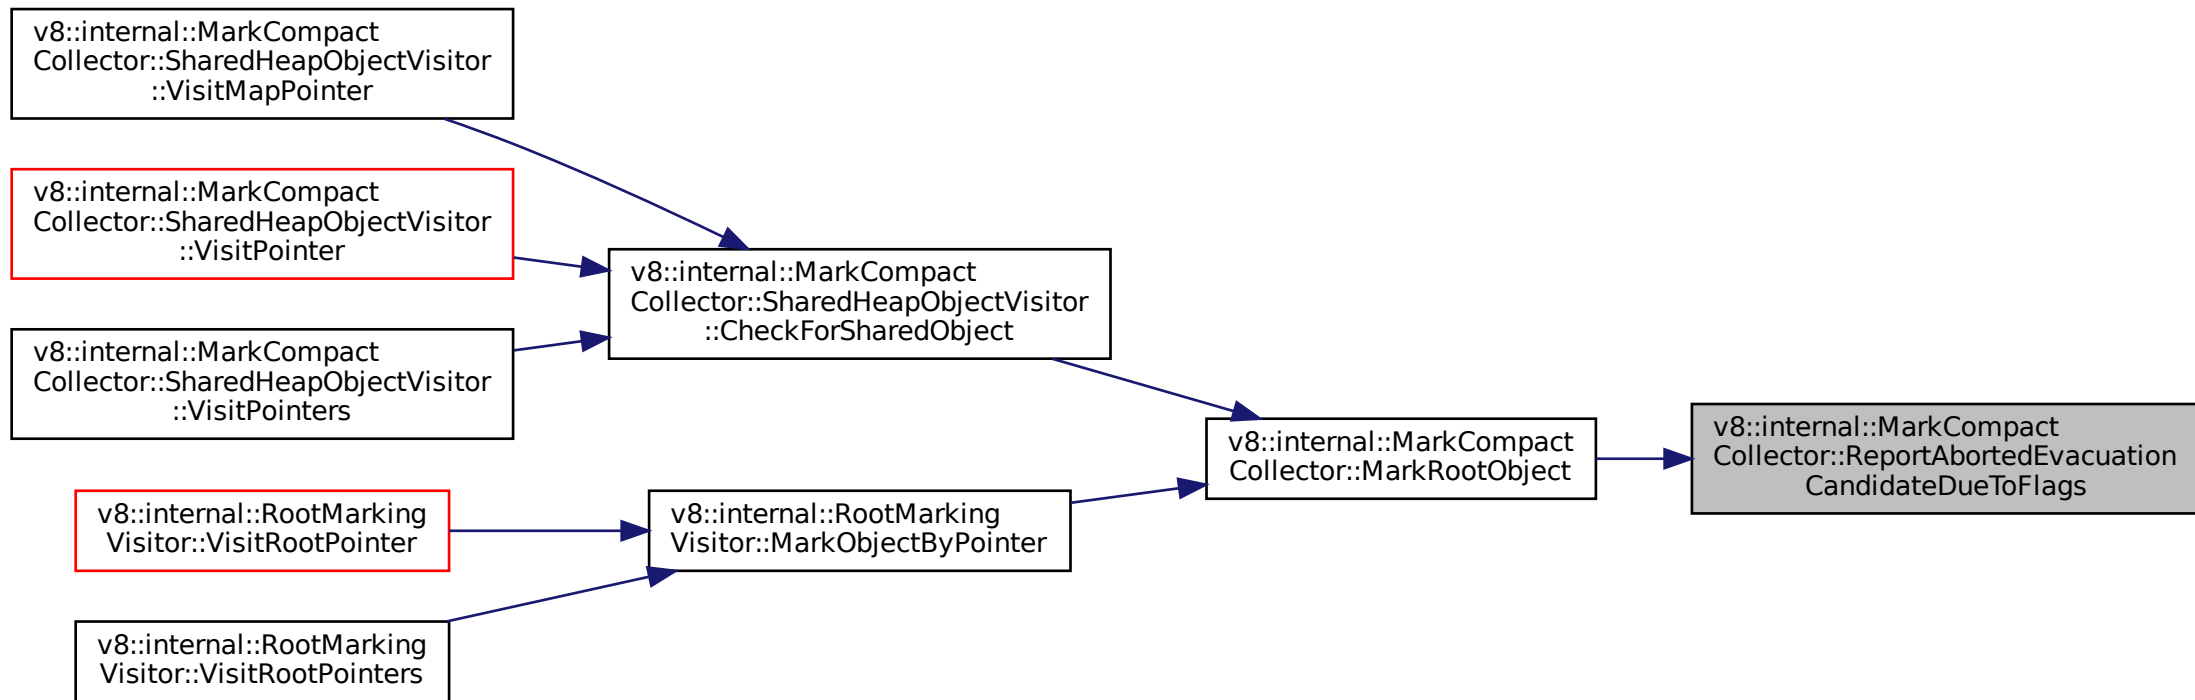 v8::internal::MarkCompact
Collector::SharedHeapObjectVisitor
::VisitMapPointer
v8::internal::MarkCompact
Collector::SharedHeapObjectVisitor
::VisitPointer
v8::internal::MarkCompact
Collector::SharedHeapObjectVisitor
::VisitPointers
v8::internal::RootMarking
Visitor::VisitRootPointer
v8::internal::RootMarking
Visitor::VisitRootPointers
v8::internal::MarkCompact
Collector::SharedHeapObjectVisitor
::CheckForSharedObject
v8::internal::RootMarking
Visitor::MarkObjectByPointer
v8::internal::MarkCompact
Collector::MarkRootObject
v8::internal::MarkCompact
Collector::ReportAbortedEvacuation
CandidateDueToFlags